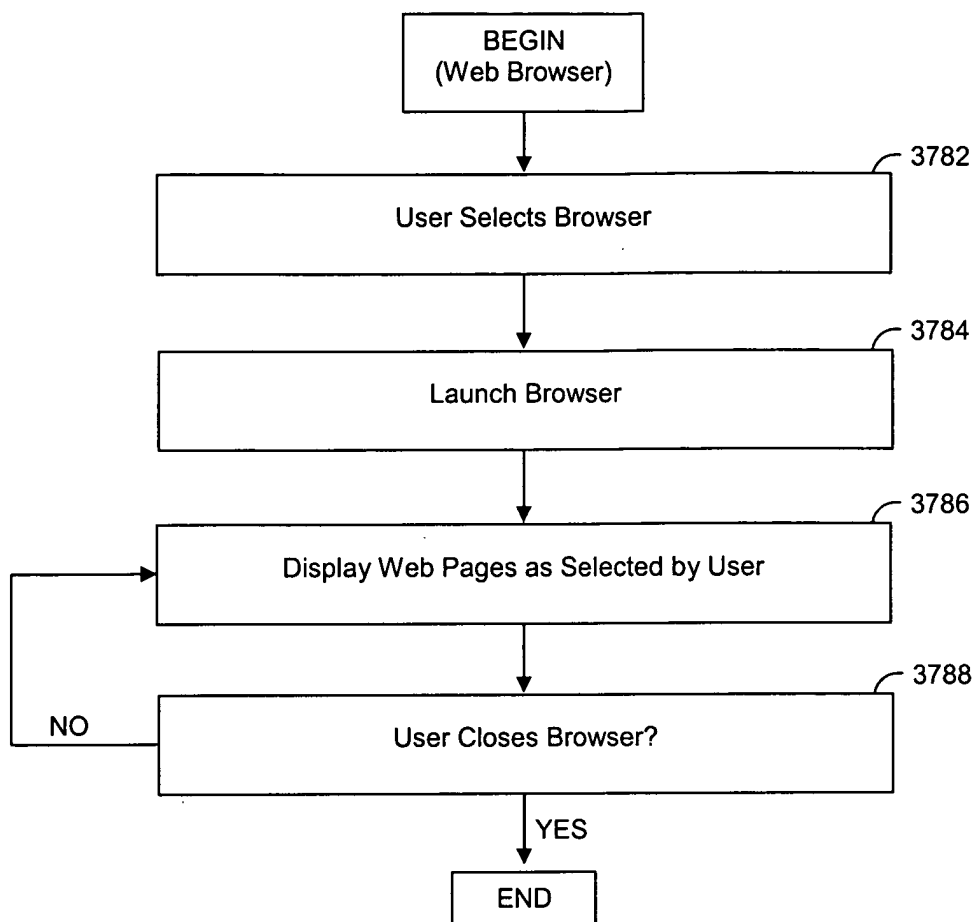 BEGIN
(Web Browser)
3782
User Selects Browser
3784
Launch Browser
3786
Display Web Pages as Selected by User
3788
User Closes Browser?
NO
YES
END